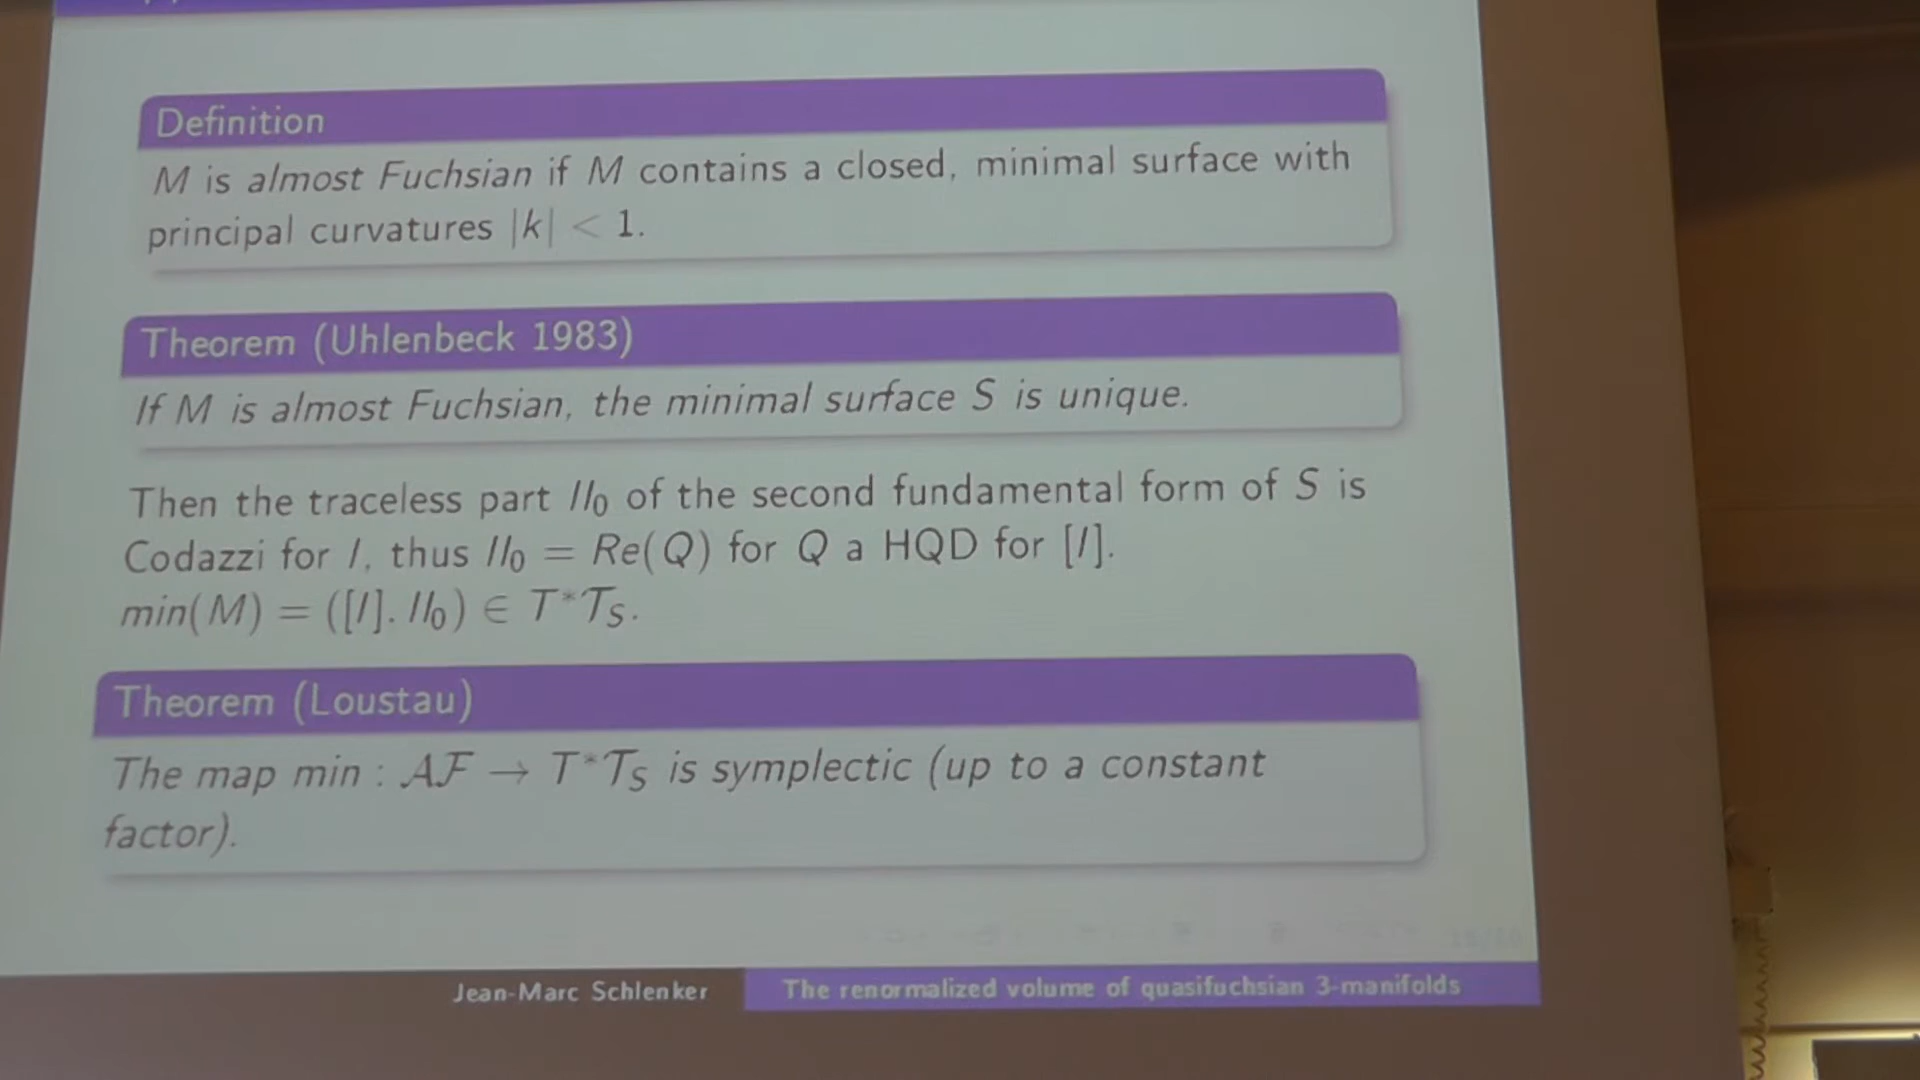 Definition
M is almost Fuchsian if M contains a closed, minimal surface with
principal curvatures |k| < 1.
Theorem (Uhlenbeck 1983)
If M is almost Fuchsian, the minimal surface S is unique.
Then the traceless part II₀ of the second fundamental form of S is
Codazzi for I, thus II₀ = Re(Q) for Q a HQD for [I].
min(M) = ([I], II₀) ∈ T*𝒯_S.
Theorem (Loustau)
The map min : 𝒜ℱ → T*𝒯_S is symplectic (up to a constant
factor).
Jean-Marc Schlenker
The renormalized volume of quasifuchsian 3-manifolds